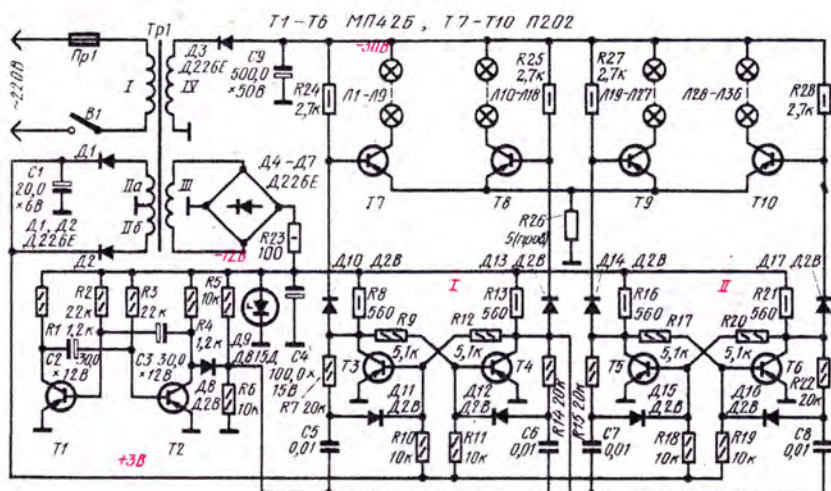 Т1-Т6 МП42Б, Т7-Т10 П202
Тр1
Пр1
~220В
В1
I
IV
Д3
Д226Е
С9
500,0
×50В
-30В
R24
2,7к
Л1-Л9
Л10-Л18
R25
2,7к
R27
2,7к
Л19-Л27
Л28-Л36
R28
2,7к
Т7
Т8
Т9
Т10
Д1
С1
20,0
×6В
Д1, Д2
Д226Е
Д2
IIа
IIб
III
Д4-Д7
Д226Е
-12В
R23
100
R26
5(пров)
Д10
Д2В
Д13
Д2В
Д14
Д2В
Д17
Д2В
I
II
R2
22к
R3
22к
R5
10к
R1
1,2к
R4
1,2к
С2
30,0
×12В
С3
30,0
×12В
Д8
Д2В
Д9
Д815Д
R6
10к
С4
100,0×
15В
Т1
Т2
+3В
R8
560
R9
5,1к
R12
5,1к
R13
560
Т3
Т4
R7 20к
Д11
Д2В
Д12
Д2В
R14 20к
С5
0,01
R10
10к
R11
10к
С6
0,01
R16
560
R17
5,1к
R20
5,1к
R21
560
Т5
Т6
R15 20к
Д15
Д2В
Д16
Д2В
R22
20к
С7
0,01
R18
10к
R19
10к
С8
0,01